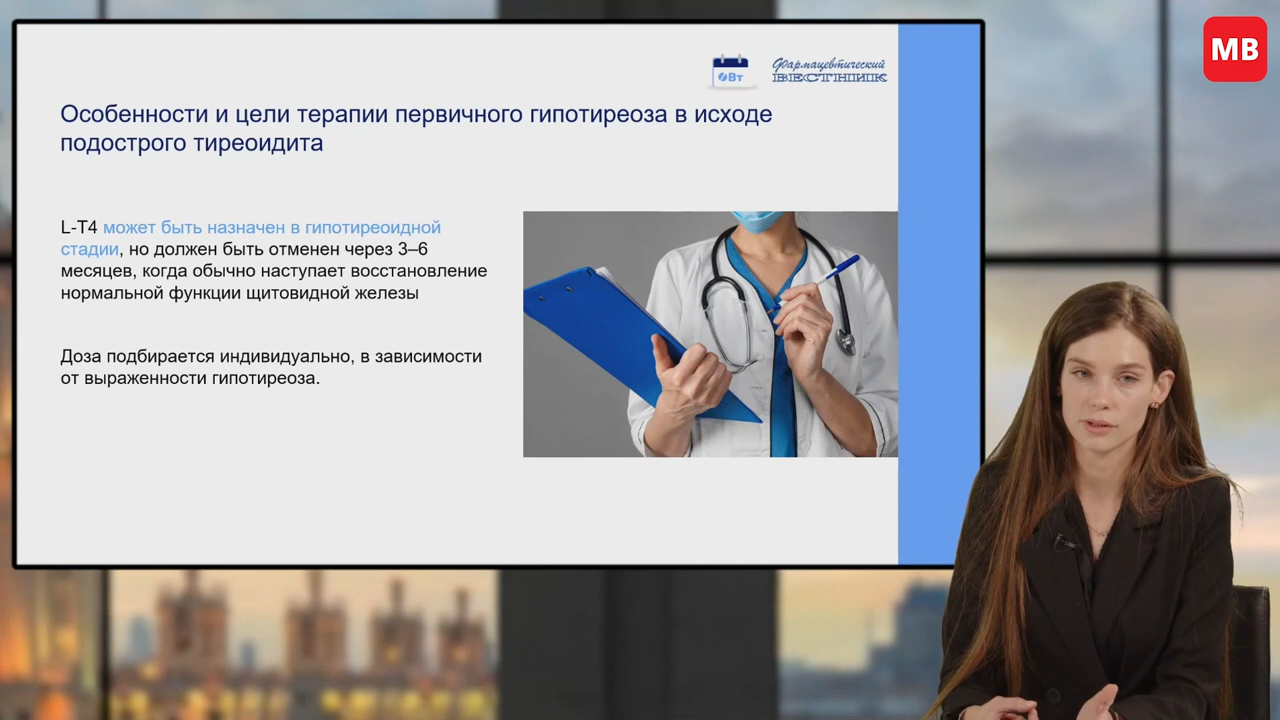 МВ
Вт
Фармацевтический
ВЕСТНИК
Особенности и цели терапии первичного гипотиреоза в исходе
подострого тиреоидита
L-T4 может быть назначен в гипотиреоидной
стадии, но должен быть отменен через 3–6
месяцев, когда обычно наступает восстановление
нормальной функции щитовидной железы
Доза подбирается индивидуально, в зависимости
от выраженности гипотиреоза.